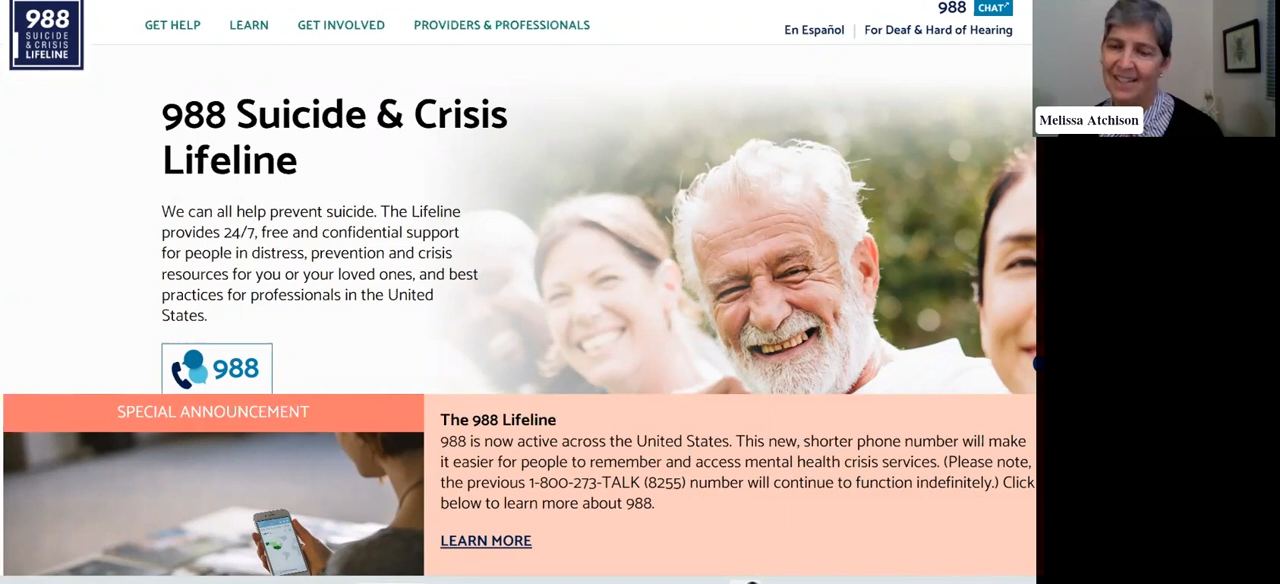 988
SUICIDE
& CRISIS
LIFELINE
GET HELP LEARN GET INVOLVED PROVIDERS & PROFESSIONALS
988 CHAT
En Español | For Deaf & Hard of Hearing
Melissa Atchison
988 Suicide & Crisis
Lifeline
We can all help prevent suicide. The Lifeline
provides 24/7, free and confidential support
for people in distress, prevention and crisis
resources for you or your loved ones, and best
practices for professionals in the United
States.
988
SPECIAL ANNOUNCEMENT
The 988 Lifeline
988 is now active across the United States. This new, shorter phone number will make
it easier for people to remember and access mental health crisis services. (Please note,
the previous 1-800-273-TALK (8255) number will continue to function indefinitely.) Click
below to learn more about 988.
LEARN MORE